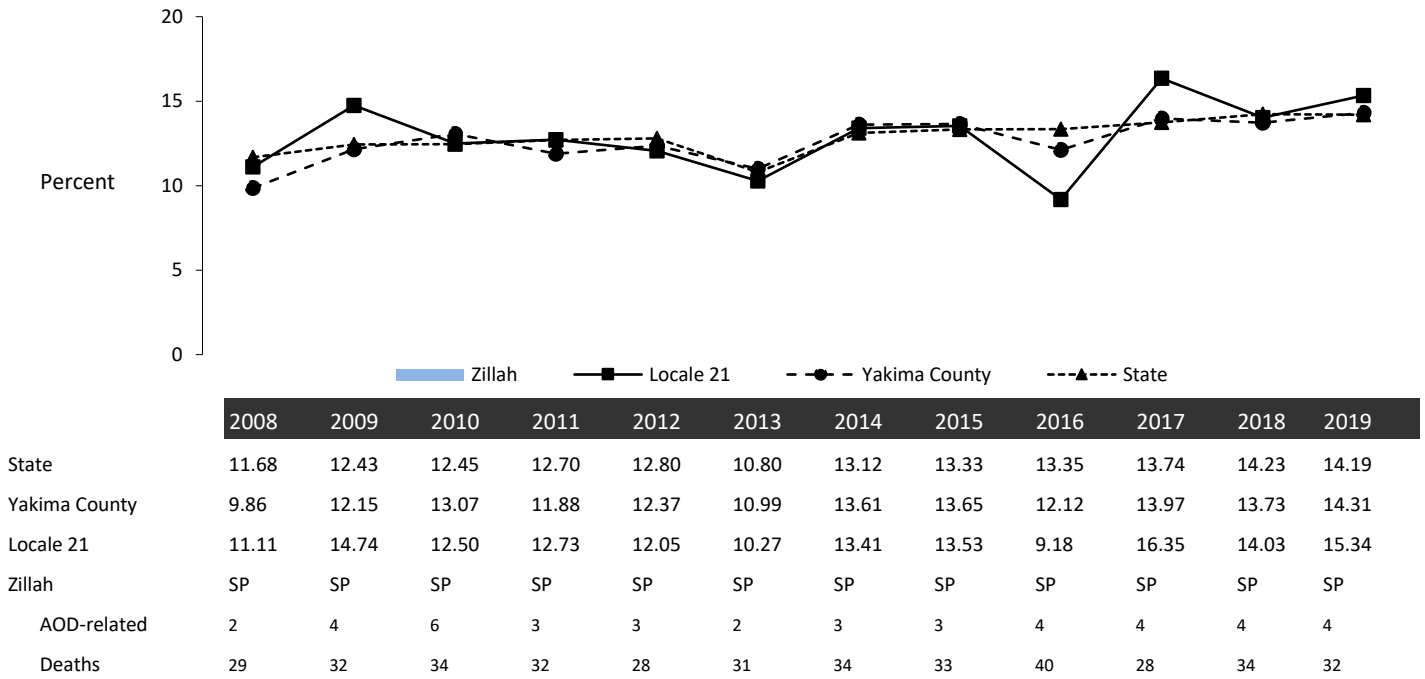 20
15
Percent
10
5
0
Zillah Locale 21 Yakima County State
2008 2009 2010 2011 2012 2013 2014 2015 2016 2017 2018 2019
State 11.68 12.43 12.45 12.70 12.80 10.80 13.12 13.33 13.35 13.74 14.23 14.19
Yakima County 9.86 12.15 13.07 11.88 12.37 10.99 13.61 13.65 12.12 13.97 13.73 14.31
Locale 21 11.11 14.74 12.50 12.73 12.05 10.27 13.41 13.53 9.18 16.35 14.03 15.34
Zillah SP SP SP SP SP SP SP SP SP SP SP SP
AOD-related 2 4 6 3 3 2 3 3 4 4 4 4
Deaths 29 32 34 32 28 31 34 33 40 28 34 32